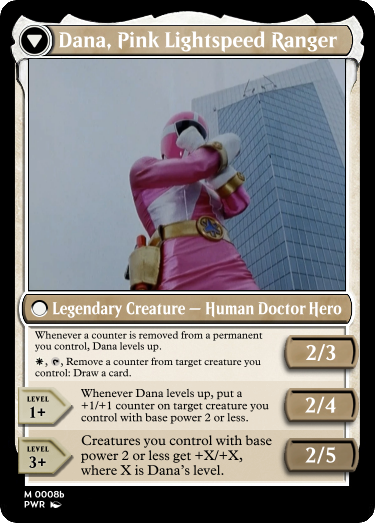 Dana, Pink Lightspeed Ranger
Legendary Creature — Human Doctor Hero
Whenever a counter is removed from a permanent
you control, Dana levels up.
, , Remove a counter from target creature you
control: Draw a card.
2/3
LEVEL
1+
Whenever Dana levels up, put a
+1/+1 counter on target creature you
control with base power 2 or less.
2/4
LEVEL
3+
Creatures you control with base
power 2 or less get +X/+X,
where X is Dana's level.
2/5
M 0008b
PWR